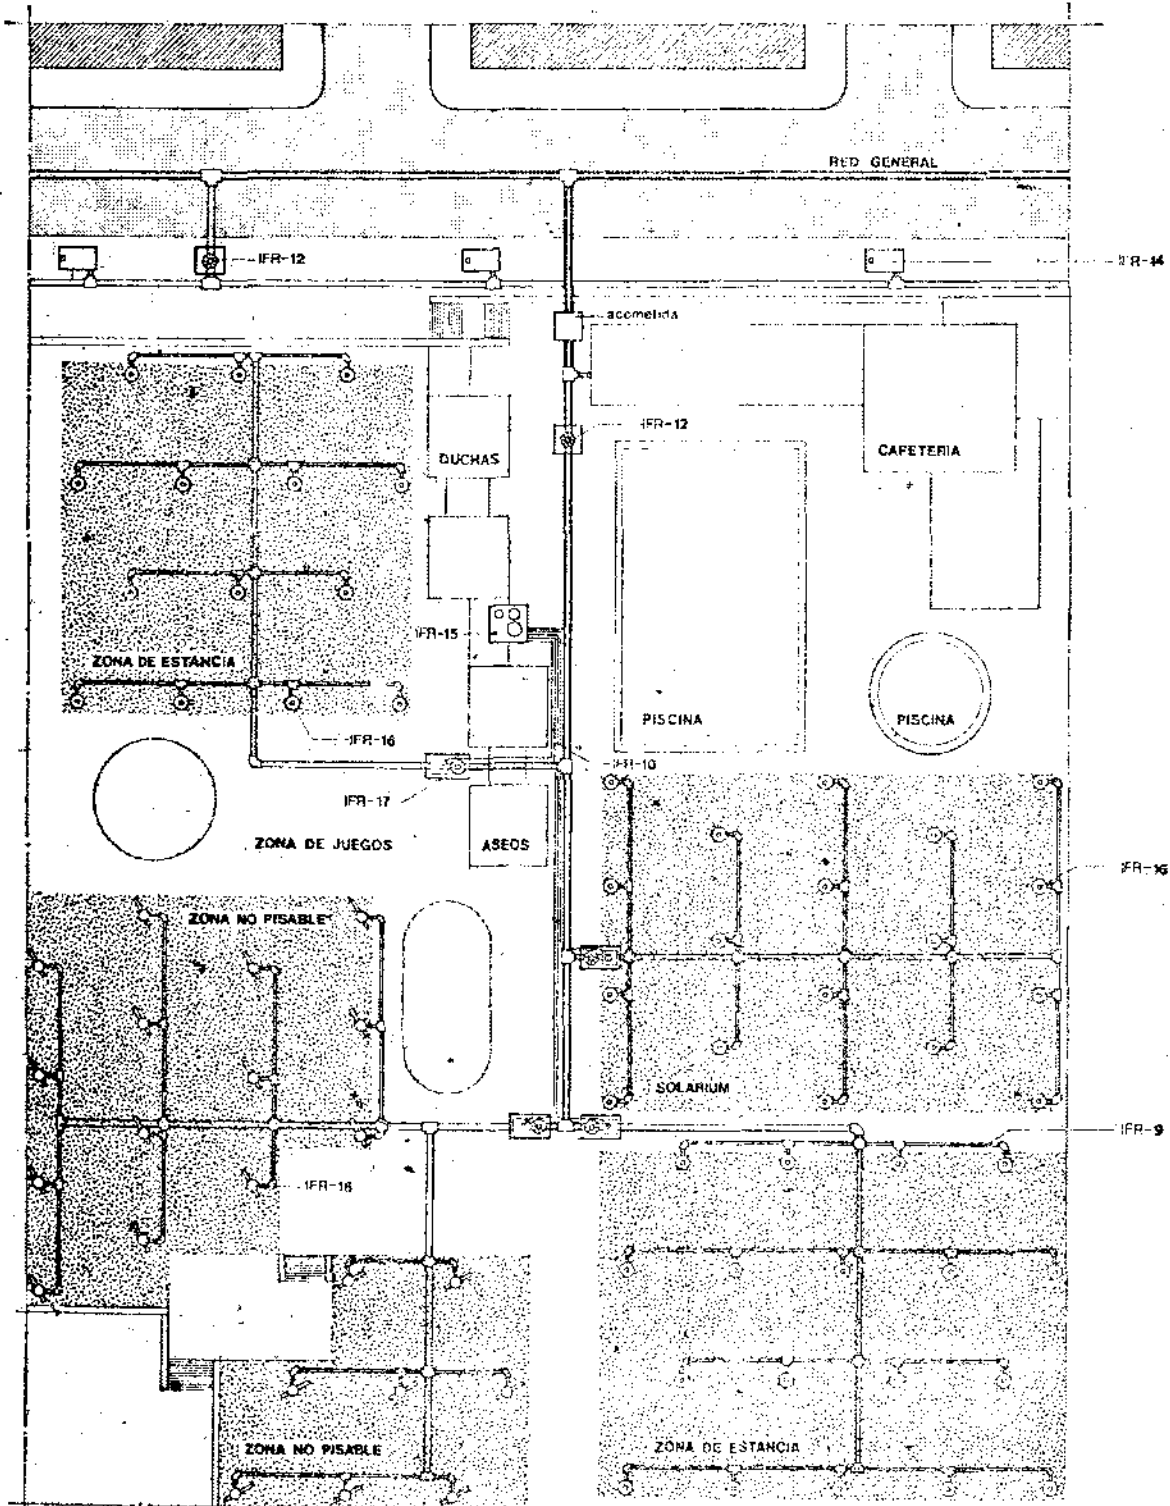 RED GENERAL
IFR-12
IFR-14
acometida
IFR-12
DUCHAS
CAFETERIA
IFR-15
ZONA DE ESTANCIA
PISCINA
PISCINA
IFR-16
IFR-10
IFR-17
ZONA DE JUEGOS
ASEOS
IFR-16
ZONA NO PISABLE
SOLARIUM
IFR-9
IFR-16
ZONA NO PISABLE
ZONA DE ESTANCIA